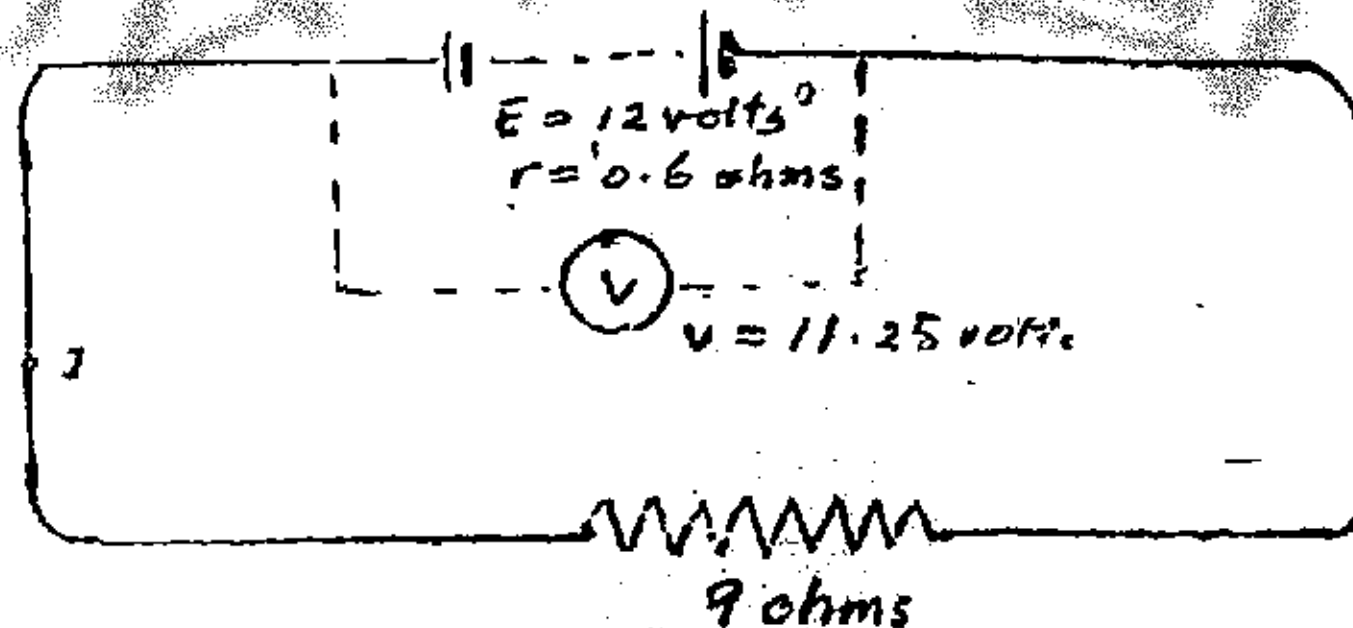 E = 12 volts
r = 0.6 ohms
V
v = 11.25 volts
I
9 ohms